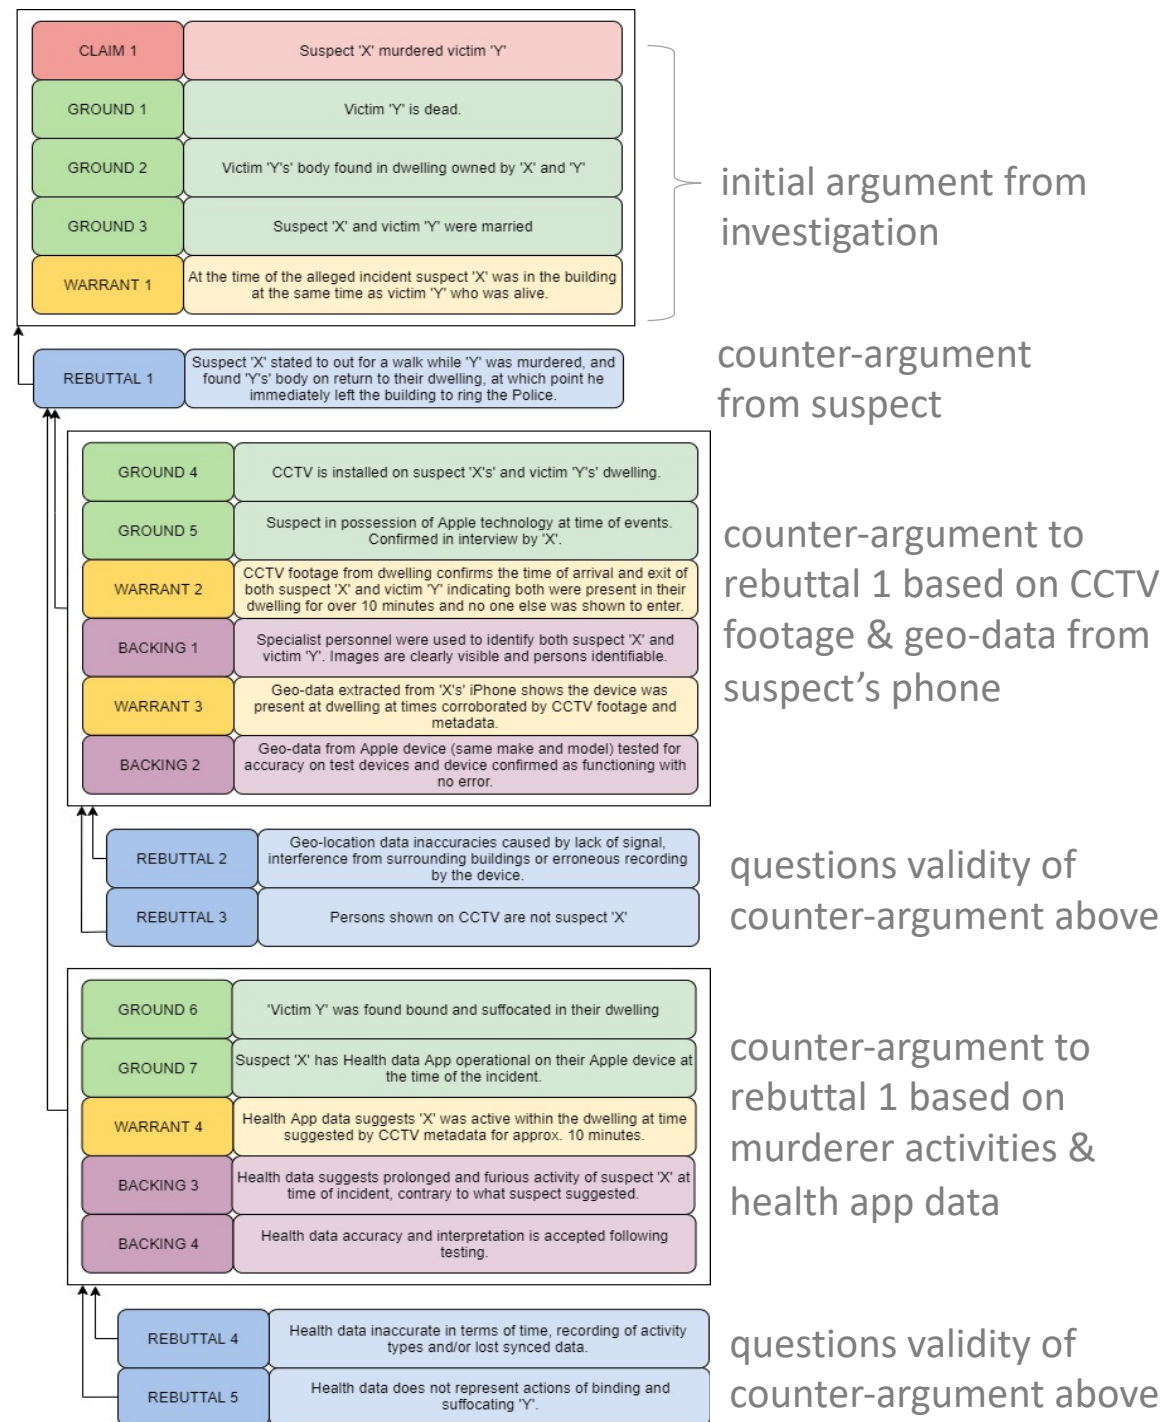 CLAIM 1
Suspect 'X' murdered victim 'Y'
GROUND 1
Victim 'Y' is dead.
GROUND 2
Victim 'Y's' body found in dwelling owned by 'X' and 'Y'
GROUND 3
Suspect 'X' and victim 'Y' were married
WARRANT 1
At the time of the alleged incident suspect 'X' was in the building
at the same time as victim 'Y' who was alive.
initial argument from
investigation
REBUTTAL 1
Suspect 'X' stated to out for a walk while 'Y' was murdered, and
found 'Y's' body on return to their dwelling, at which point he
immediately left the building to ring the Police.
counter-argument
from suspect
GROUND 4
CCTV is installed on suspect 'X's' and victim 'Y's' dwelling.
GROUND 5
Suspect in possession of Apple technology at time of events.
Confirmed in interview by 'X'.
WARRANT 2
CCTV footage from dwelling confirms the time of arrival and exit of
both suspect 'X' and victim 'Y' indicating both were present in their
dwelling for over 10 minutes and no one else was shown to enter.
BACKING 1
Specialist personnel were used to identify both suspect 'X' and
victim 'Y'. Images are clearly visible and persons identifiable.
WARRANT 3
Geo-data extracted from 'X's' iPhone shows the device was
present at dwelling at times corroborated by CCTV footage and
metadata.
BACKING 2
Geo-data from Apple device (same make and model) tested for
accuracy on test devices and device confirmed as functioning with
no error.
counter-argument to
rebuttal 1 based on CCTV
footage & geo-data from
suspect's phone
REBUTTAL 2
Geo-location data inaccuracies caused by lack of signal,
interference from surrounding buildings or erroneous recording
by the device.
REBUTTAL 3
Persons shown on CCTV are not suspect 'X'
questions validity of
counter-argument above
GROUND 6
'Victim Y' was found bound and suffocated in their dwelling
GROUND 7
Suspect 'X' has Health data App operational on their Apple device at
the time of the incident.
WARRANT 4
Health App data suggests 'X' was active within the dwelling at time
suggested by CCTV metadata for approx. 10 minutes.
BACKING 3
Health data suggests prolonged and furious activity of suspect 'X' at
time of incident, contrary to what suspect suggested.
BACKING 4
Health data accuracy and interpretation is accepted following
testing.
counter-argument to
rebuttal 1 based on
murderer activities &
health app data
REBUTTAL 4
Health data inaccurate in terms of time, recording of activity
types and/or lost synced data.
REBUTTAL 5
Health data does not represent actions of binding and
suffocating 'Y'.
questions validity of
counter-argument above